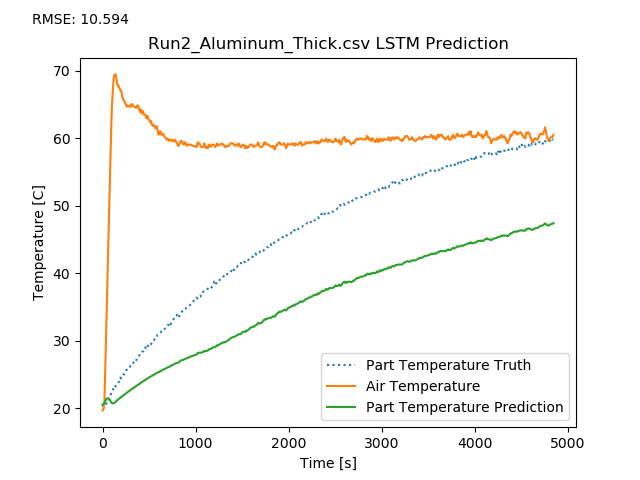 RMSE: 10.594
Run2_Aluminum_Thick.csv LSTM Prediction
70
60
50
40
30
20
Temperature [C]
Part Temperature Truth
Air Temperature
Part Temperature Prediction
0 1000 2000 3000 4000 5000
Time [s]